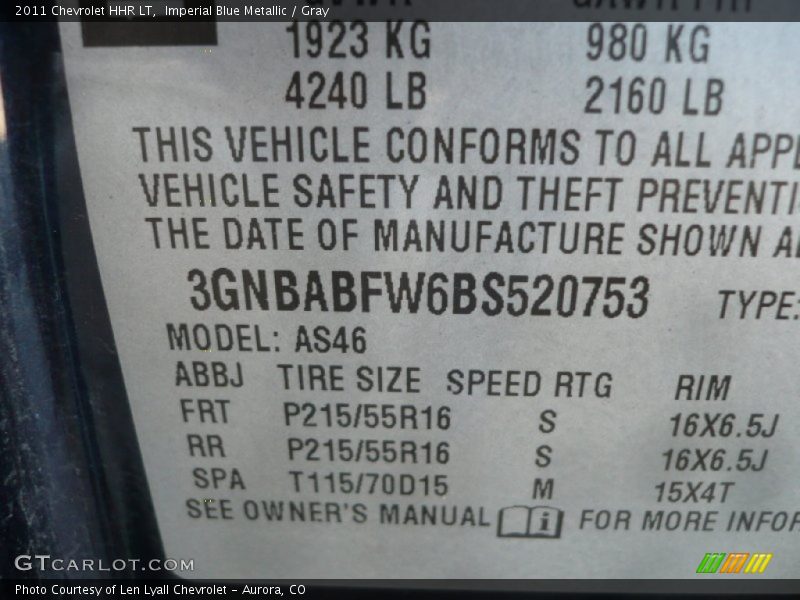 2011 Chevrolet HHR LT, Imperial Blue Metallic / Gray
1923 KG 980 KG
4240 LB 2160 LB
THIS VEHICLE CONFORMS TO ALL APPL
VEHICLE SAFETY AND THEFT PREVENTI
THE DATE OF MANUFACTURE SHOWN A
3GNBABFW6BS520753 TYPE:
MODEL: AS46
ABBJ TIRE SIZE SPEED RTG RIM
FRT P215/55R16 S 16X6.5J
RR P215/55R16 S 16X6.5J
SPA T115/70D15 M 15X4T
SEE OWNER'S MANUAL i FOR MORE INFOR
GTCARLOT.COM
Photo Courtesy of Len Lyall Chevrolet - Aurora, CO